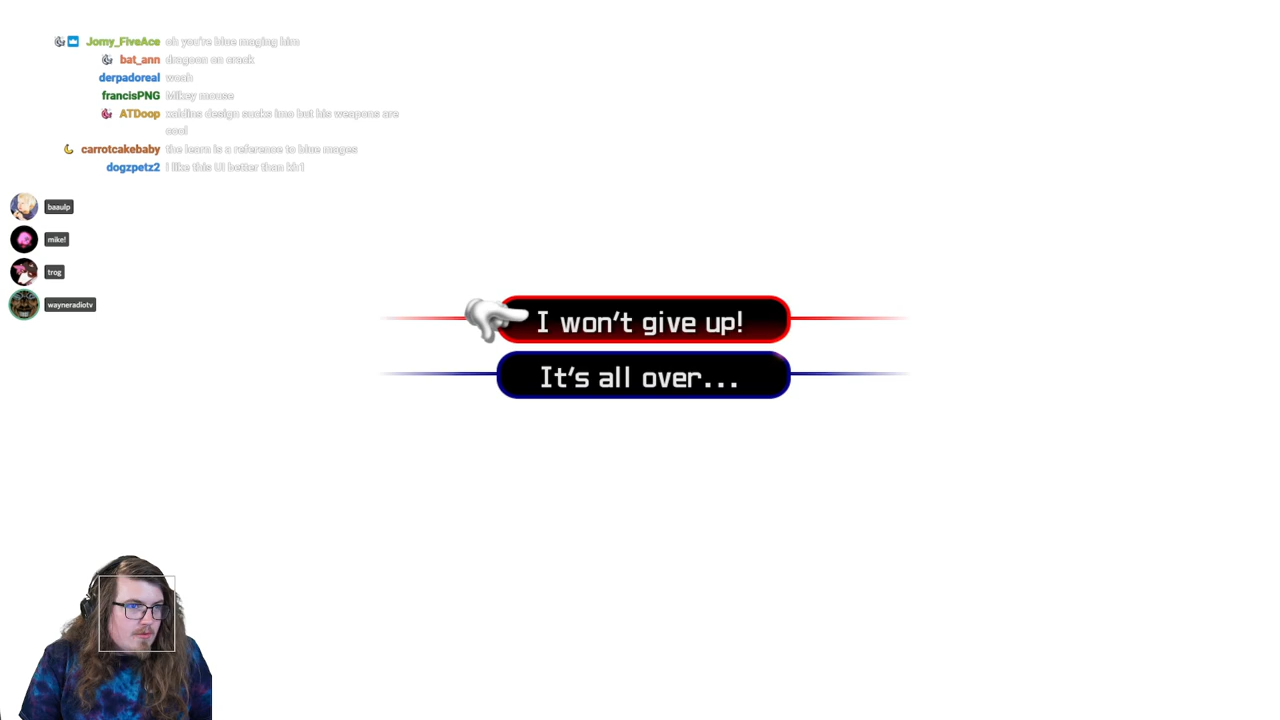 Jomy_FiveAce oh you're blue maging him
bat_ann dragoon on crack
derpadoreal woah
francisPNG Mikey mouse
ATDoop xaldins design sucks imo but his weapons are
cool
carrotcakebaby the learn is a reference to blue mages
dogzpetz2 I like this UI better than kh1
baaulp
mike!
trog
wayneradiotv
I won't give up!
It's all over...